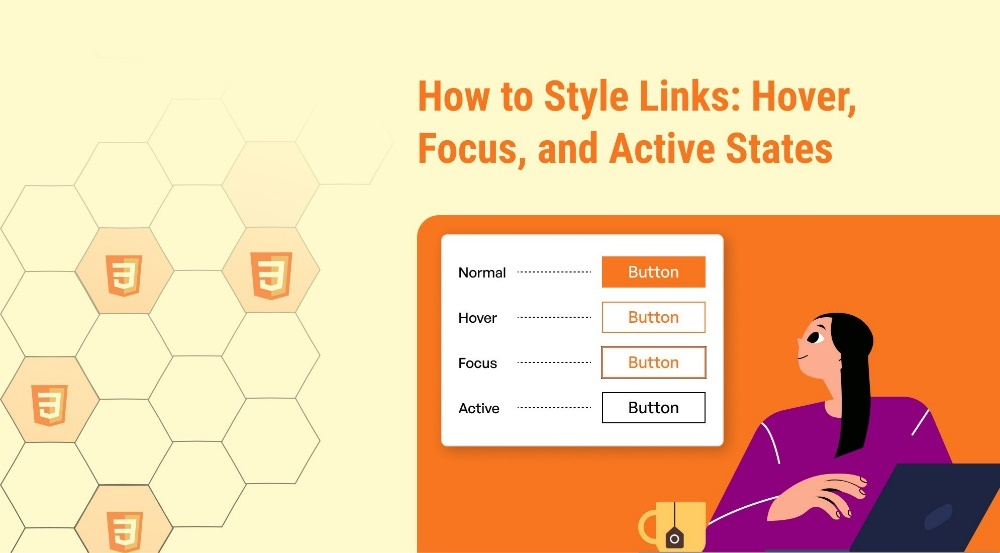 How to Style Links: Hover,
Focus, and Active States
Normal Button
Hover Button
Focus Button
Active Button